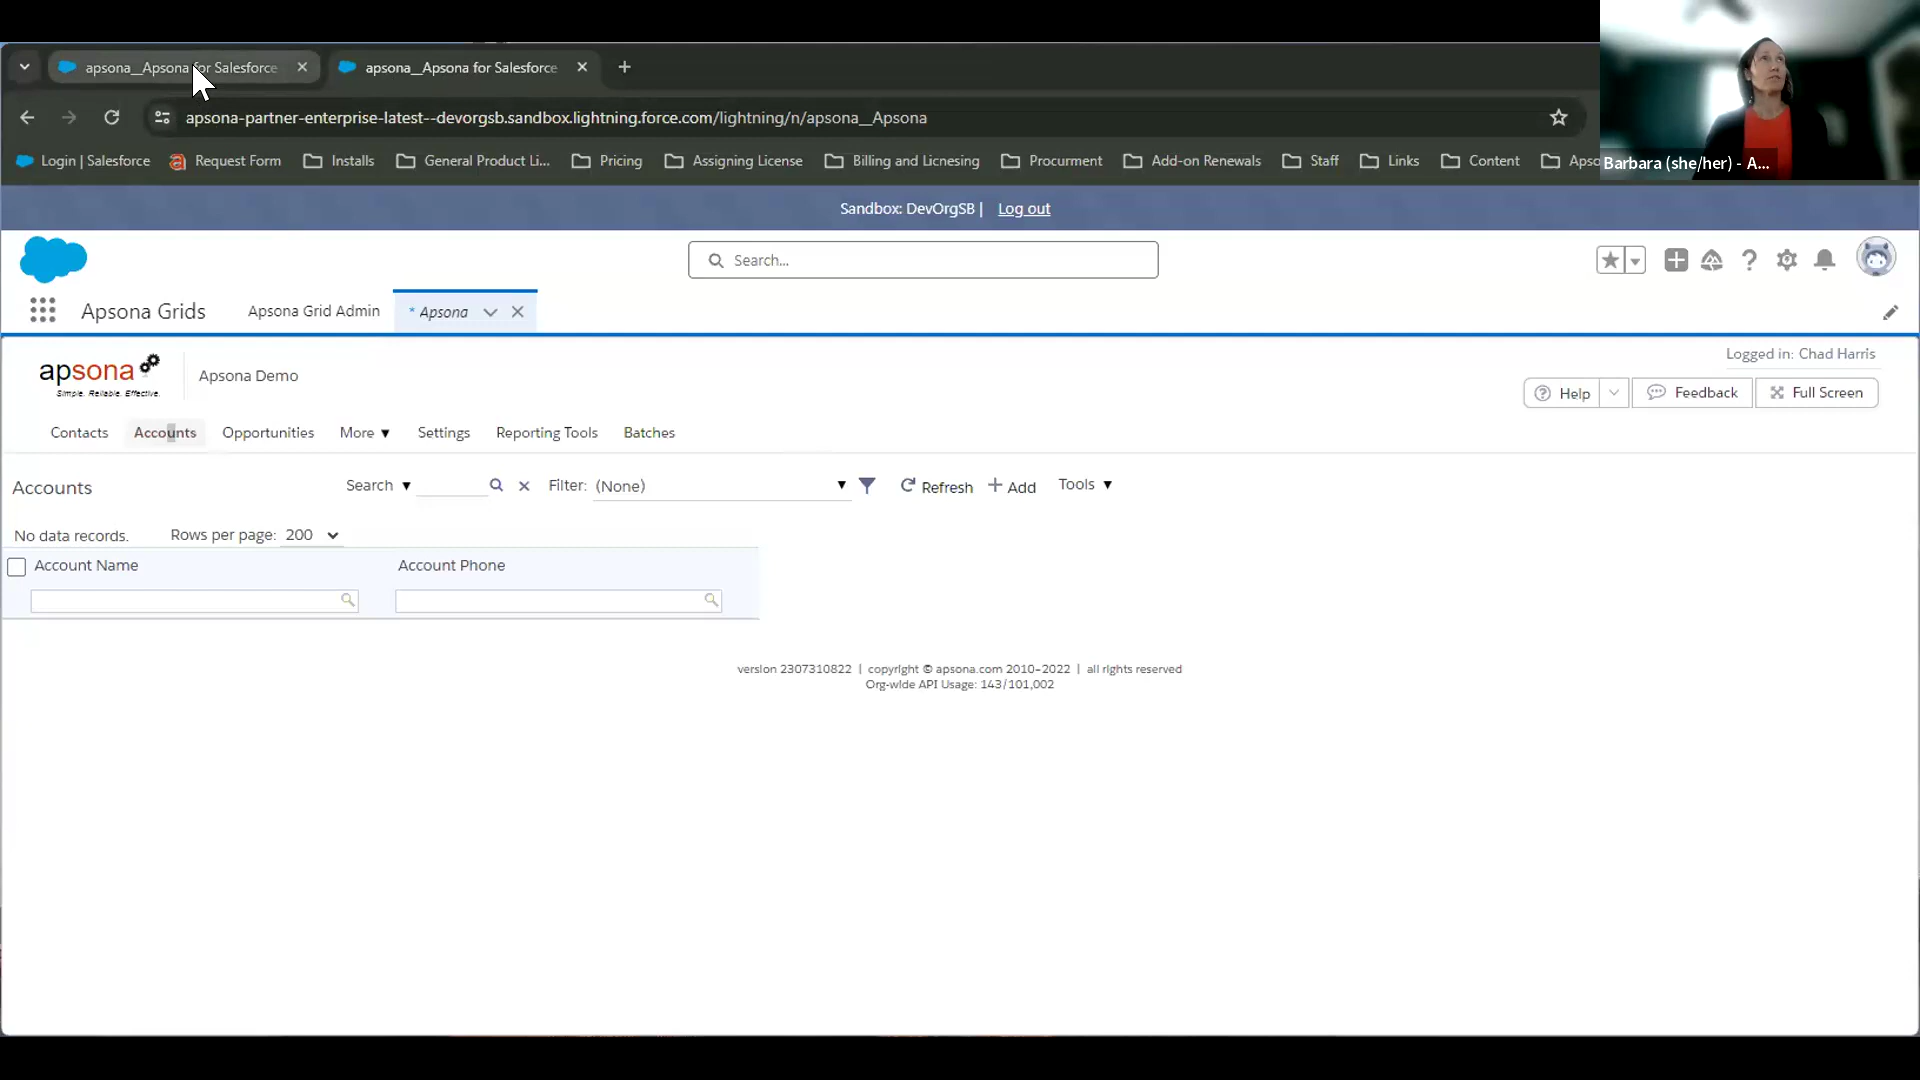 apsona__Apsona for Salesforce
apsona__Apsona for Salesforce
apsona-partner-enterprise-latest--devorgsb.sandbox.lightning.force.com/lightning/n/apsona__Apsona
Login | Salesforce Request Form Installs General Product Li... Pricing Assigning License Billing and Licnesing Procurment Add-on Renewals Staff Links Content Apso
Barbara (she/her) - A...
Sandbox: DevOrgSB | Log out
Search...
Apsona Grids Apsona Grid Admin * Apsona
Logged in: Chad Harris
apsona
Simple. Reliable. Effective.
Apsona Demo
Help Feedback Full Screen
Contacts Accounts Opportunities More ▼ Settings Reporting Tools Batches
Accounts Search ▼ Filter: (None) ▼ Refresh + Add Tools ▼
No data records. Rows per page: 200
Account Name Account Phone
version 2307310822 | copyright © apsona.com 2010-2022 | all rights reserved
Org-wide API Usage: 143/101,002